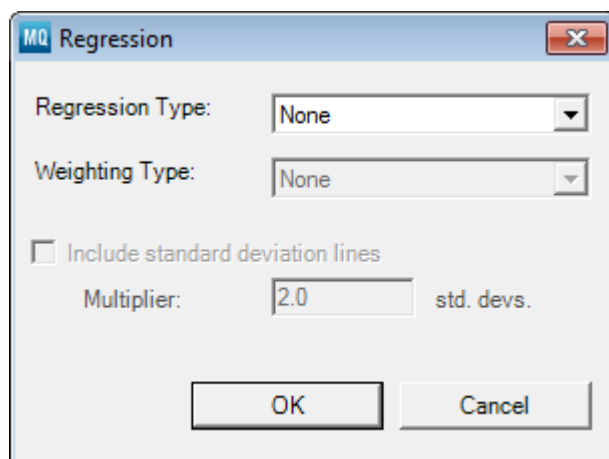 MQ Regression
Regression Type: None
Weighting Type: None
Include standard deviation lines
Multiplier: 2.0 std. devs.
OK Cancel